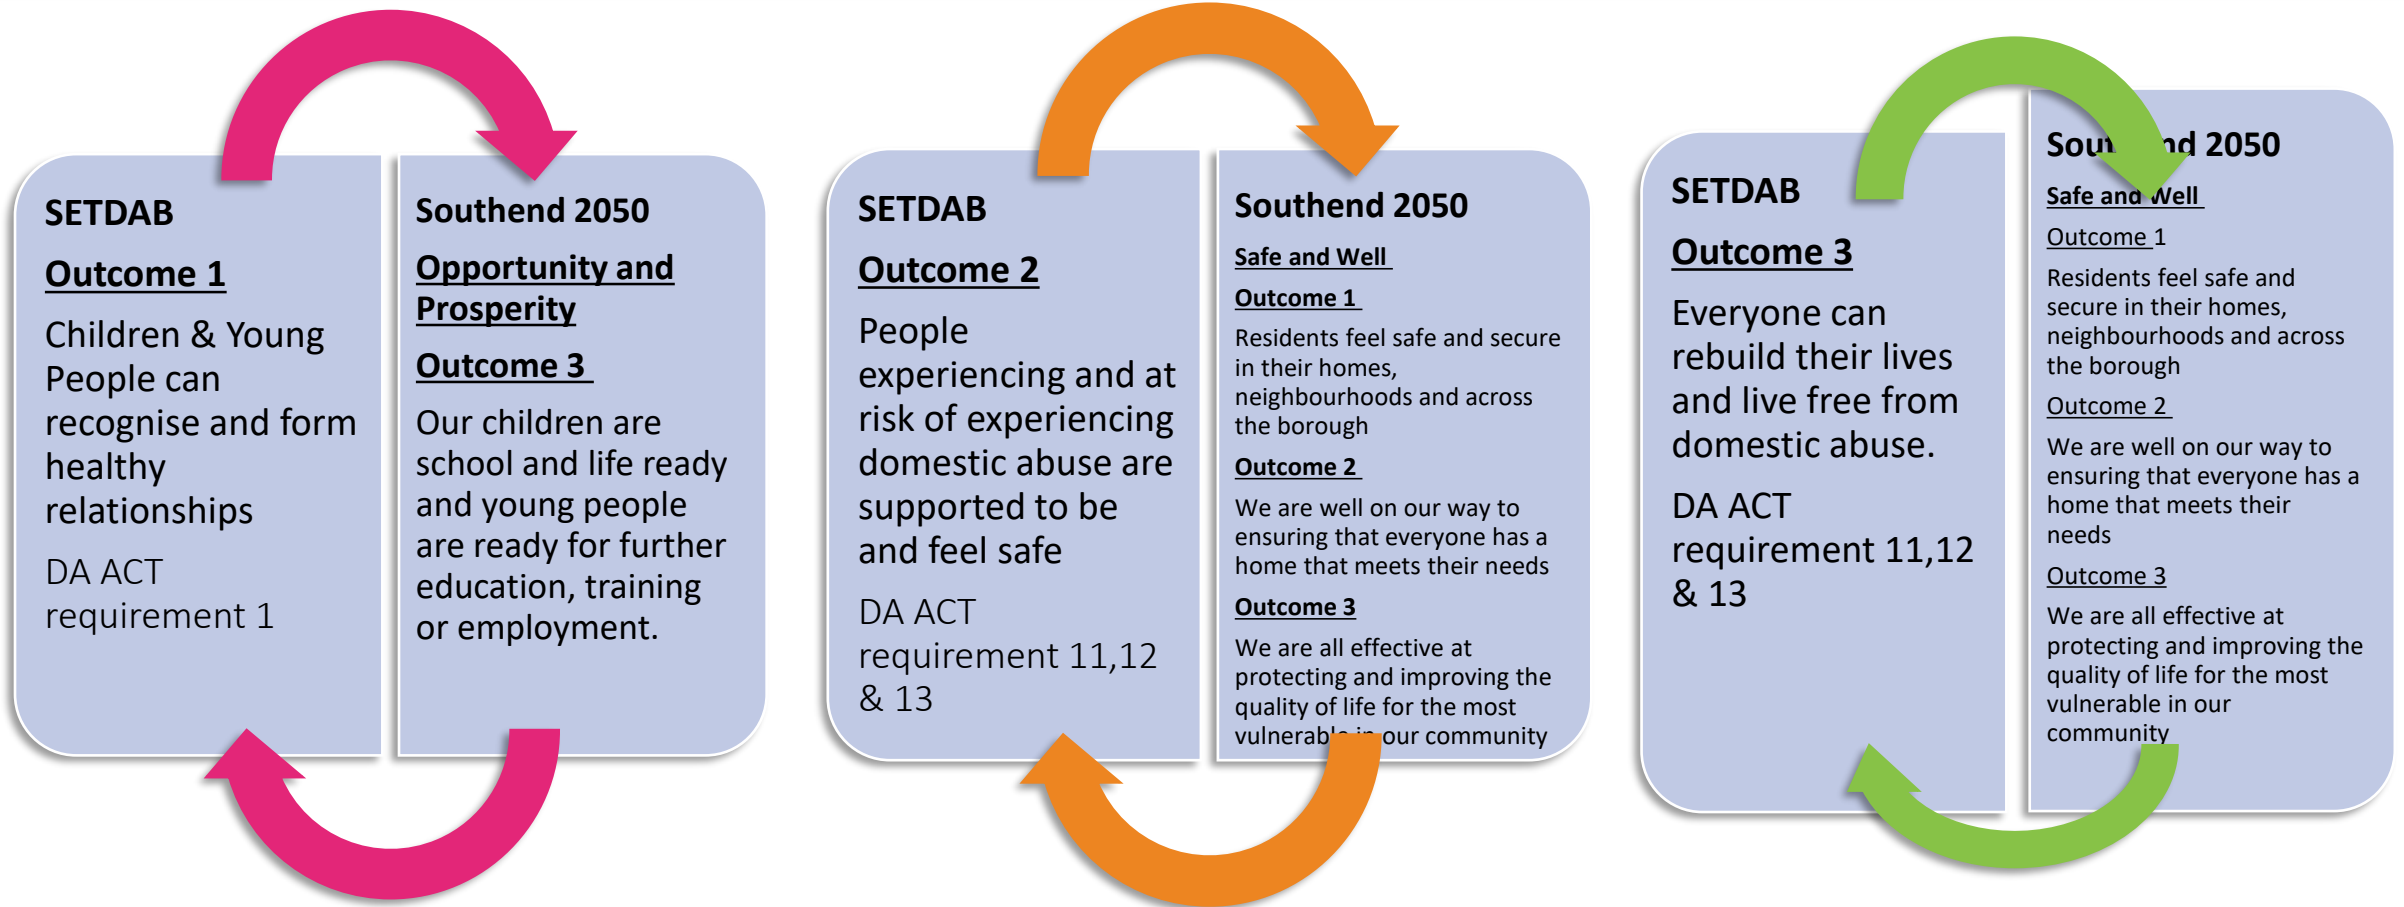 SETDAB
Outcome 1
Children & Young
People can
recognise and form
healthy
relationships
DA ACT
requirement 1
Southend 2050
Opportunity and
Prosperity
Outcome 3
Our children are
school and life ready
and young people
are ready for further
education, training
or employment.
SETDAB
Outcome 2
People
experiencing and at
risk of experiencing
domestic abuse are
supported to be
and feel safe
DA ACT
requirement 11,12
& 13
Southend 2050
Safe and Well
Outcome 1
Residents feel safe and secure
in their homes,
neighbourhoods and across
the borough
Outcome 2
We are well on our way to
ensuring that everyone has a
home that meets their needs
Outcome 3
We are all effective at
protecting and improving the
quality of life for the most
vulnerable in our community
SETDAB
Outcome 3
Everyone can
rebuild their lives
and live free from
domestic abuse.
DA ACT
requirement 11,12
& 13
Southend 2050
Safe and Well
Outcome 1
Residents feel safe and
secure in their homes,
neighbourhoods and across
the borough
Outcome 2
We are well on our way to
ensuring that everyone has a
home that meets their
needs
Outcome 3
We are all effective at
protecting and improving the
quality of life for the most
vulnerable in our
community